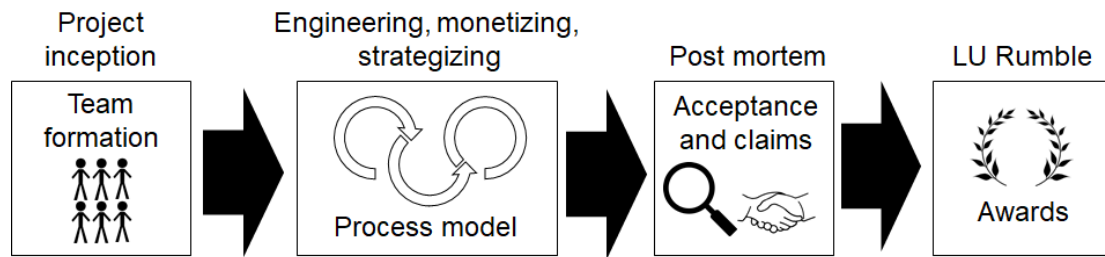 Project
inception
Team
formation
Engineering, monetizing,
strategizing
Process model
Post mortem
Acceptance
and claims
LU Rumble
Awards